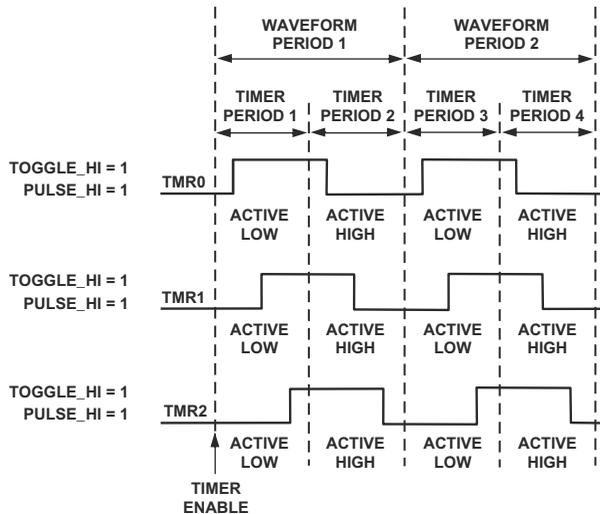 WAVEFORM
PERIOD 1
WAVEFORM
PERIOD 2
TIMER
PERIOD 1
TIMER
PERIOD 2
TIMER
PERIOD 3
TIMER
PERIOD 4
TOGGLE_HI = 1
PULSE_HI = 1
TMR0
ACTIVE
LOW
ACTIVE
HIGH
ACTIVE
LOW
ACTIVE
HIGH
TOGGLE_HI = 1
PULSE_HI = 1
TMR1
ACTIVE
LOW
ACTIVE
HIGH
ACTIVE
LOW
ACTIVE
HIGH
TOGGLE_HI = 1
PULSE_HI = 1
TMR2
ACTIVE
LOW
ACTIVE
HIGH
ACTIVE
LOW
ACTIVE
HIGH
TIMER
ENABLE